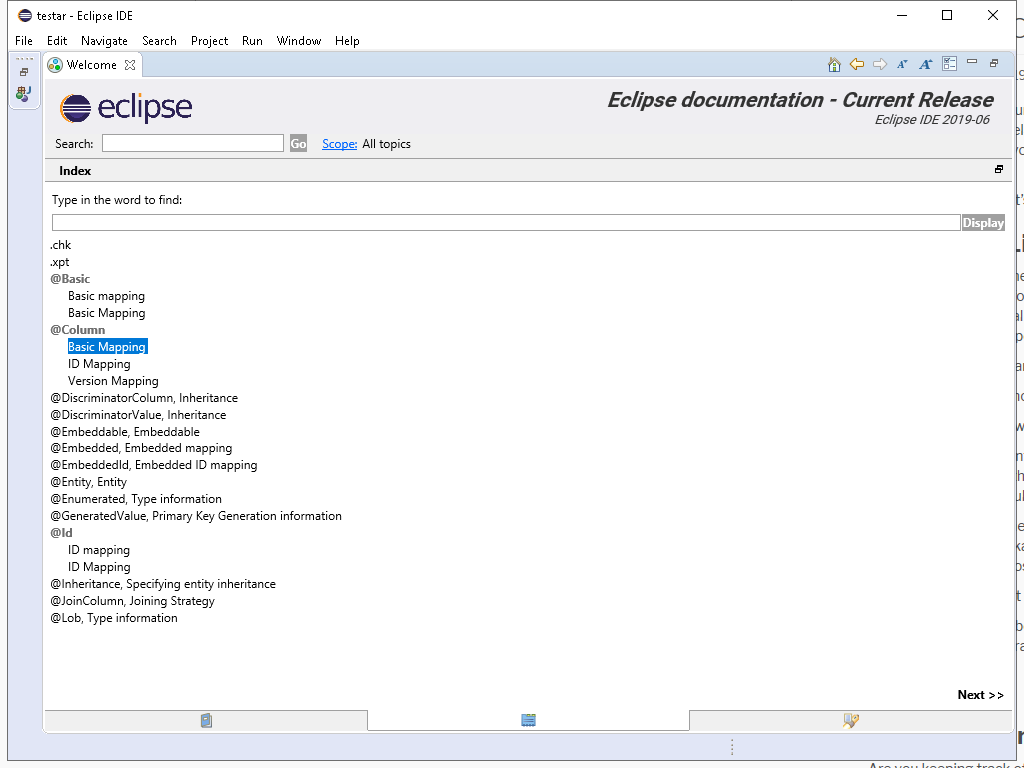 testar - Eclipse IDE
File Edit Navigate Search Project Run Window Help
Welcome
eclipse
Eclipse documentation - Current Release
Eclipse IDE 2019-06
Search: Go Scope: All topics
Index
Type in the word to find:
Display
.chk
.xpt
@Basic
Basic mapping
Basic Mapping
@Column
Basic Mapping
ID Mapping
Version Mapping
@DiscriminatorColumn, Inheritance
@DiscriminatorValue, Inheritance
@Embeddable, Embeddable
@Embedded, Embedded mapping
@EmbeddedId, Embedded ID mapping
@Entity, Entity
@Enumerated, Type information
@GeneratedValue, Primary Key Generation information
@Id
ID mapping
ID Mapping
@Inheritance, Specifying entity inheritance
@JoinColumn, Joining Strategy
@Lob, Type information
Next >>